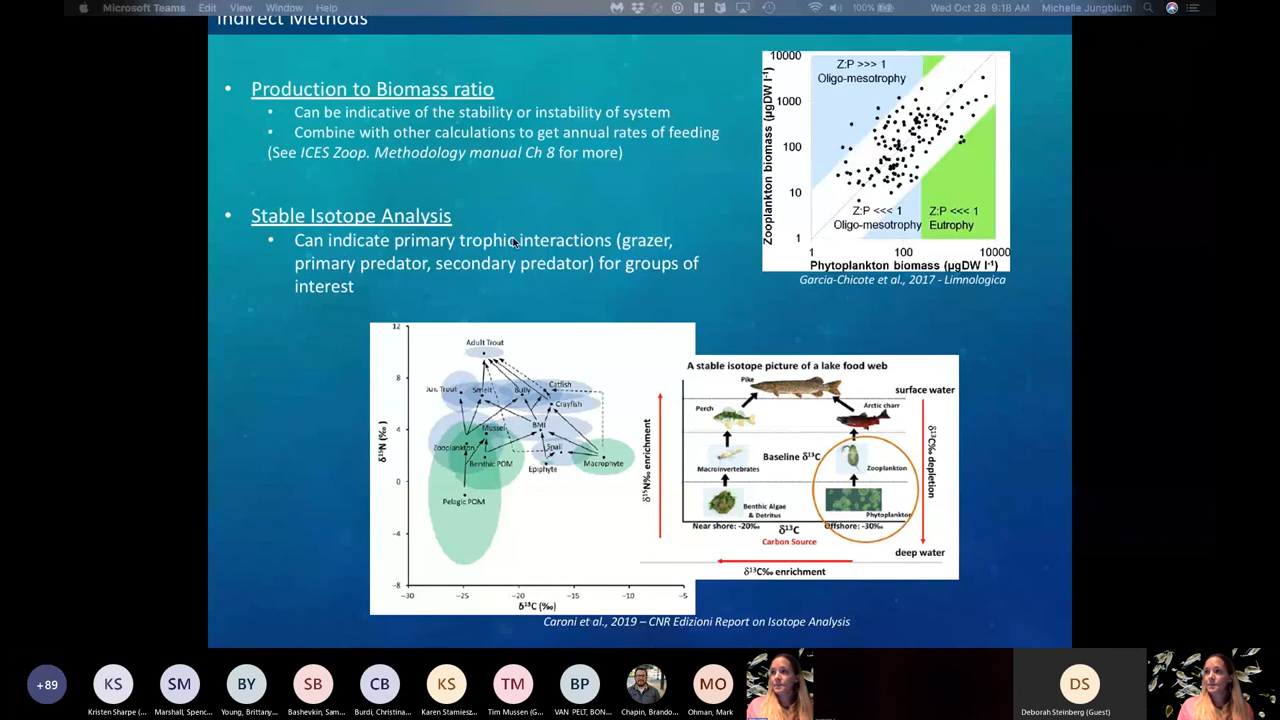 Microsoft Teams Edit View Window Help
100% Wed Oct 28 9:18 AM Michelle Jungbluth
Indirect Methods
• Production to Biomass ratio
• Can be indicative of the stability or instability of system
• Combine with other calculations to get annual rates of feeding
(See ICES Zoop. Methodology manual Ch 8 for more)
• Stable Isotope Analysis
• Can indicate primary trophic interactions (grazer,
primary predator, secondary predator) for groups of
interest
Zooplankton biomass (µgDW l-¹)
10000
1000
100
10
1
Z:P >>> 1
Oligo-mesotrophy
Z:P <<< 1
Oligo-mesotrophy
Z:P <<< 1
Eutrophy
1 100 10000
Phytoplankton biomass (µgDW l-¹)
Garcia-Chicote et al., 2017 - Limnologica
δ¹⁵N (‰)
12
8
4
0
−4
−8
Adult Trout
Juv. Trout
Smelt
Bully
Catfish
Crayfish
Mussel
BMI
Zooplankton
Snail
Benthic POM
Epiphyte
Macrophyte
Pelagic POM
−30 −25 −20 −15 −10 −5
δ¹³C (‰)
A stable isotope picture of a lake food web
Pike
surface water
Perch
Arctic charr
δ¹⁵N‰ enrichment
Baseline δ¹³C
δ¹³C‰ depletion
Macroinvertebrates
Zooplankton
Benthic Algae
& Detritus
Phytoplankton
Near shore: -20‰
δ¹³C
Offshore: -30‰
Carbon Source
deep water
δ¹³C‰ enrichment
Caroni et al., 2019 – CNR Edizioni Report on Isotope Analysis
+89
KS
SM
BY
SB
CB
KS
TM
BP
MO
DS
Kristen Sharpe (...
Marshall, Spenc...
Young, Brittany...
Bashevkin, Sam...
Burdi, Christina...
Karen Stamiesz...
Tim Mussen (G...
VAN PELT, BON...
Chapin, Brando...
Ohman, Mark
Deborah Steinberg (Guest)